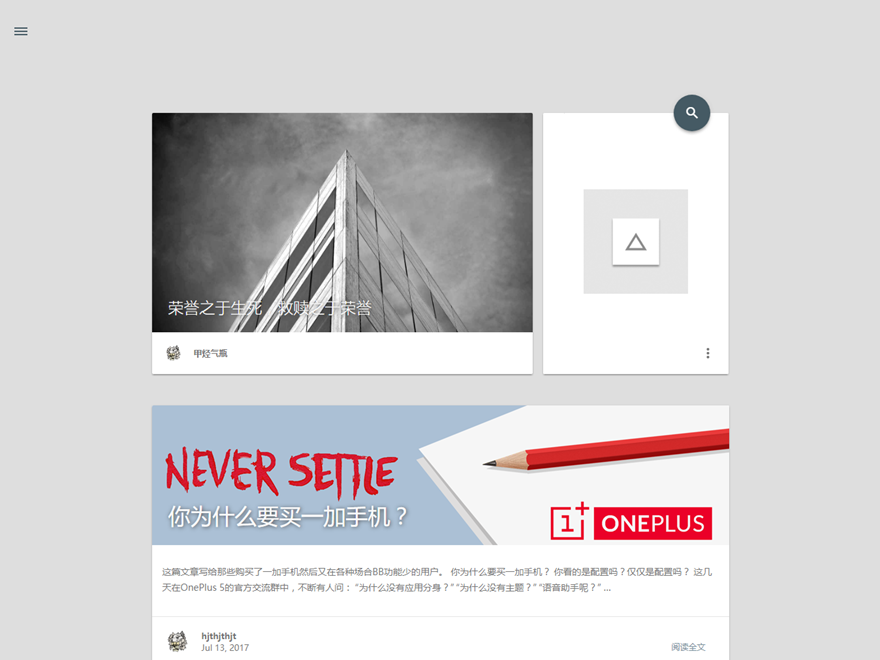 荣誉之于生死，救赎之于荣誉
甲烃气瓶
NEVER SETTLE
你为什么要买一加手机？
1+ ONEPLUS
这篇文章写给那些购买了一加手机然后又在各种场合BB功能少的用户。 你为什么要买一加手机？ 你看的是配置吗？仅仅是配置吗？ 这几
天在OnePlus 5的官方交流群中，不断有人问： “为什么没有应用分身？” “为什么没有主题？” “语音助手呢？” ...
hjthjthjt
Jul 13, 2017
阅读全文